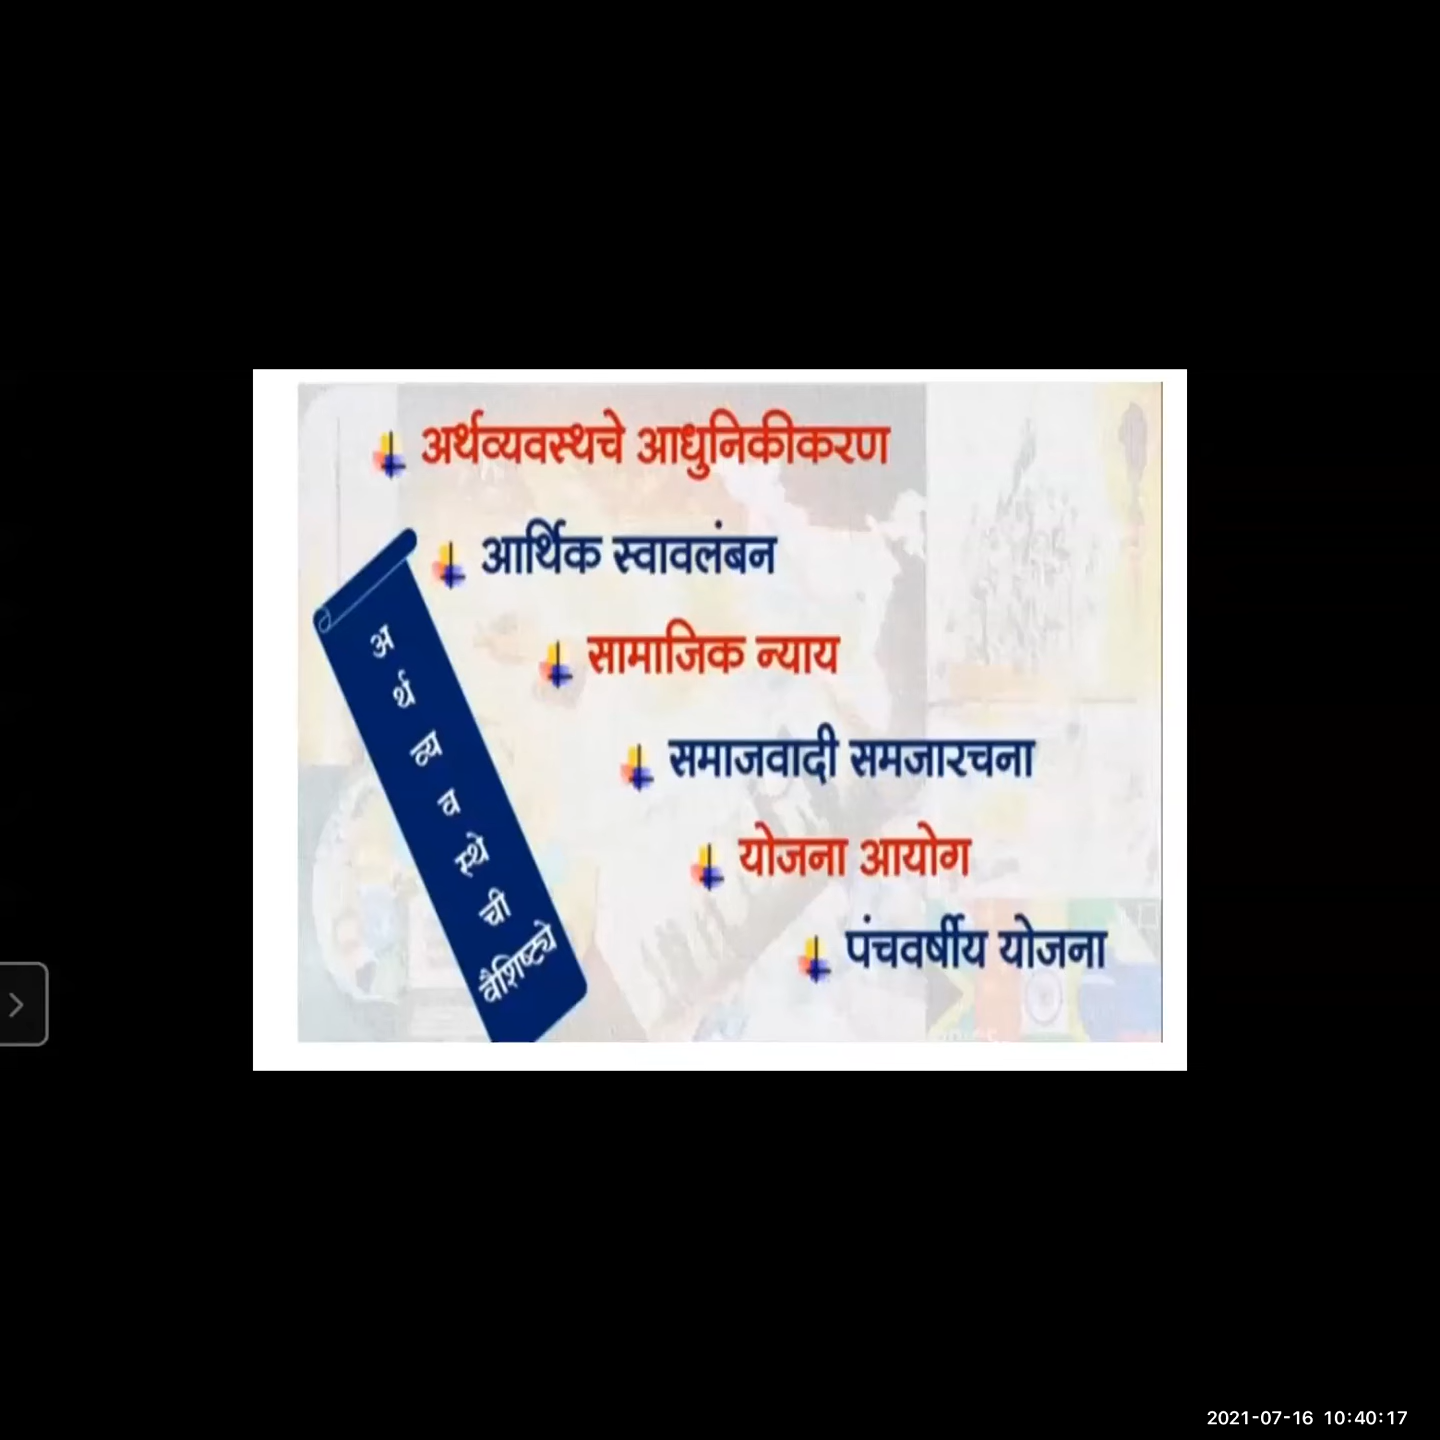 अर्थव्यवस्थचे आधुनिकीकरण
आर्थिक स्वावलंबन
सामाजिक न्याय
समाजवादी समजारचना
योजना आयोग
पंचवर्षीय योजना
अ
र्थ
व्य
व
स्थे
ची
वैशिष्ट्ये
2021-07-16 10:40:17